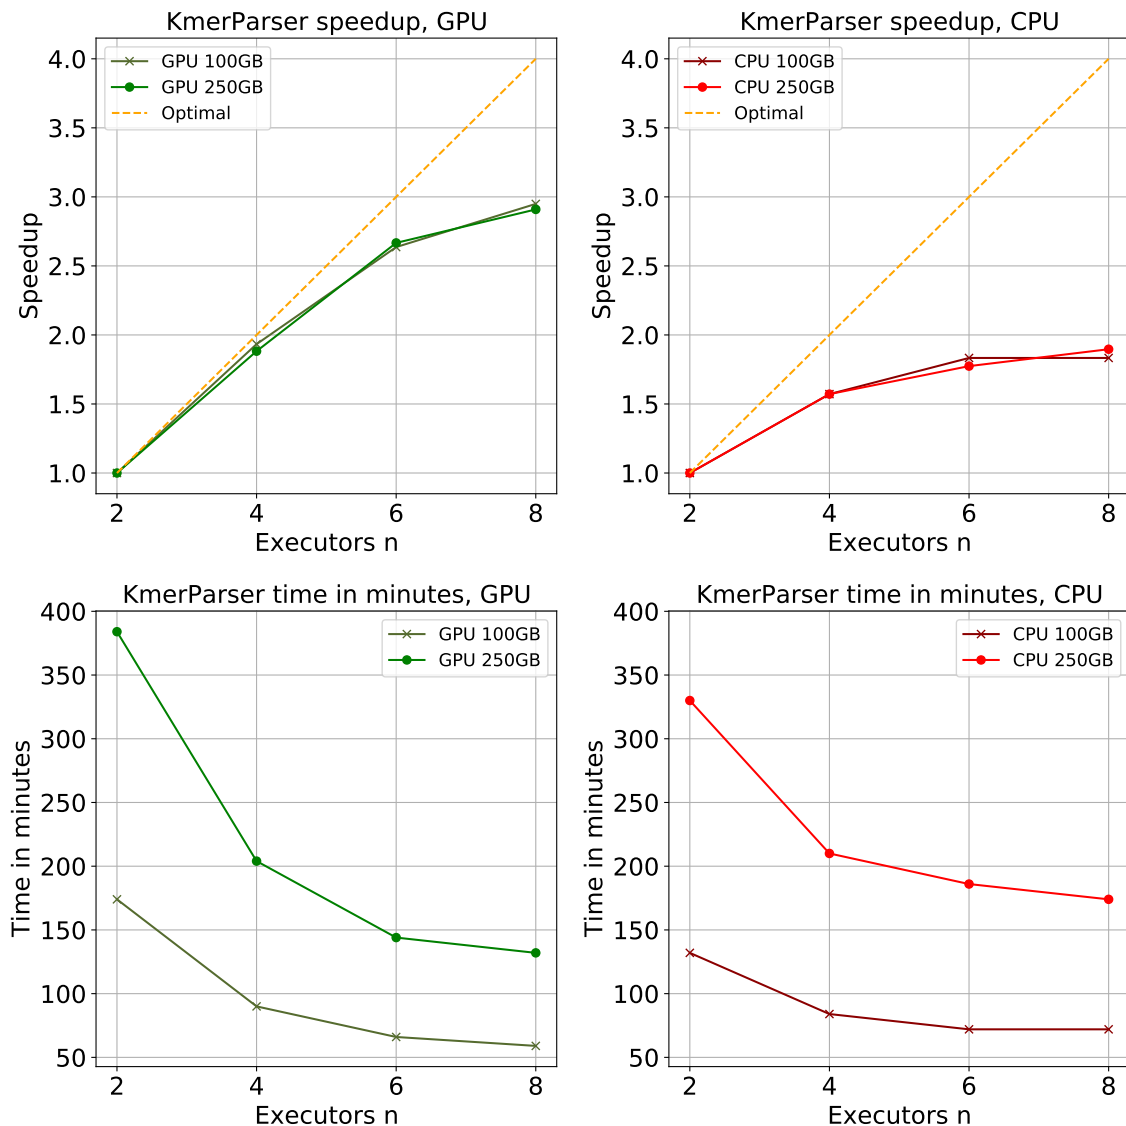 KmerParser speedup, GPU
GPU 100GB
GPU 250GB
Optimal
4.0
3.5
3.0
2.5
2.0
1.5
1.0
Speedup
2 4 6 8
Executors n
KmerParser speedup, CPU
CPU 100GB
CPU 250GB
Optimal
4.0
3.5
3.0
2.5
2.0
1.5
1.0
Speedup
2 4 6 8
Executors n
KmerParser time in minutes, GPU
GPU 100GB
GPU 250GB
400
350
300
250
200
150
100
50
Time in minutes
2 4 6 8
Executors n
KmerParser time in minutes, CPU
CPU 100GB
CPU 250GB
400
350
300
250
200
150
100
50
Time in minutes
2 4 6 8
Executors n